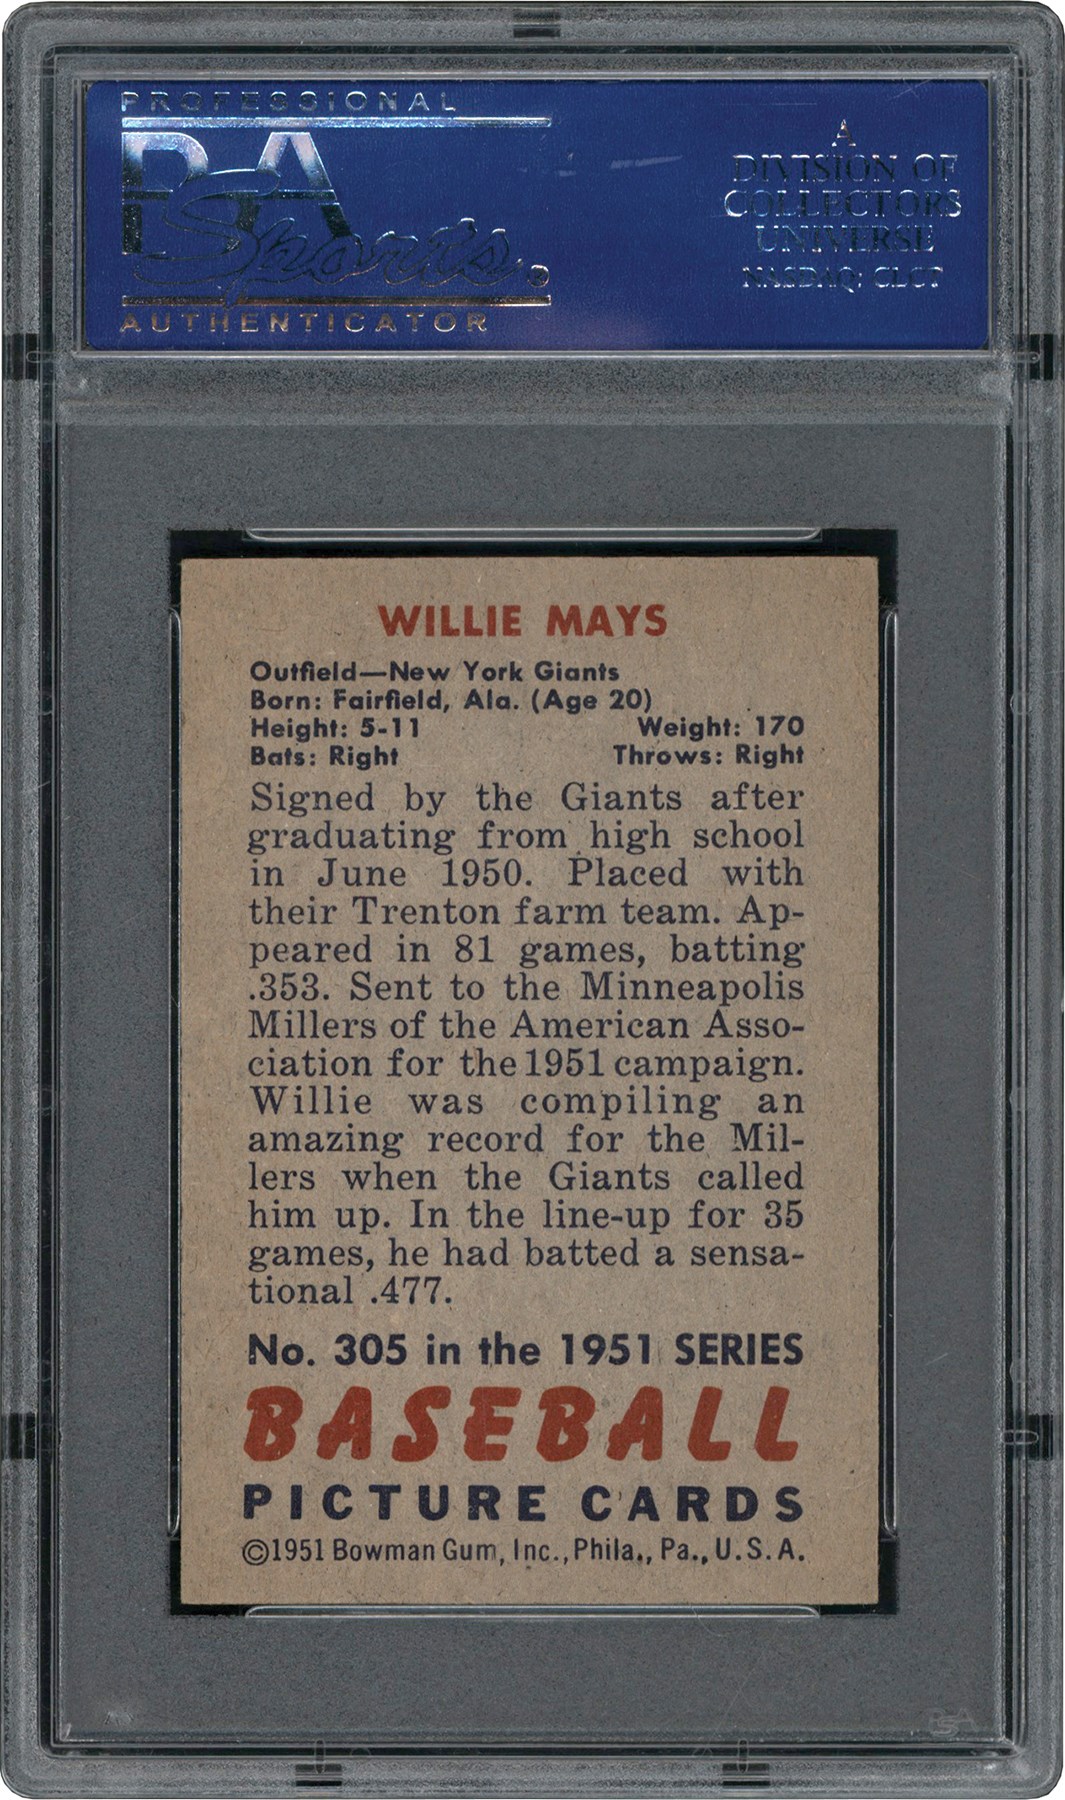 PROFESSIONAL
PSA
Sports®
AUTHENTICATOR
A
DIVISION OF
COLLECTORS
UNIVERSE
NASDAQ: CLCT
WILLIE MAYS
Outfield—New York Giants
Born: Fairfield, Ala. (Age 20)
Height: 5-11 Weight: 170
Bats: Right Throws: Right
Signed by the Giants after
graduating from high school
in June 1950. Placed with
their Trenton farm team. Ap-
peared in 81 games, batting
.353. Sent to the Minneapolis
Millers of the American Asso-
ciation for the 1951 campaign.
Willie was compiling an
amazing record for the Mil-
lers when the Giants called
him up. In the line-up for 35
games, he had batted a sensa-
tional .477.
No. 305 in the 1951 SERIES
BASEBALL
PICTURE CARDS
©1951 Bowman Gum, Inc., Phila., Pa., U.S.A.
PSA